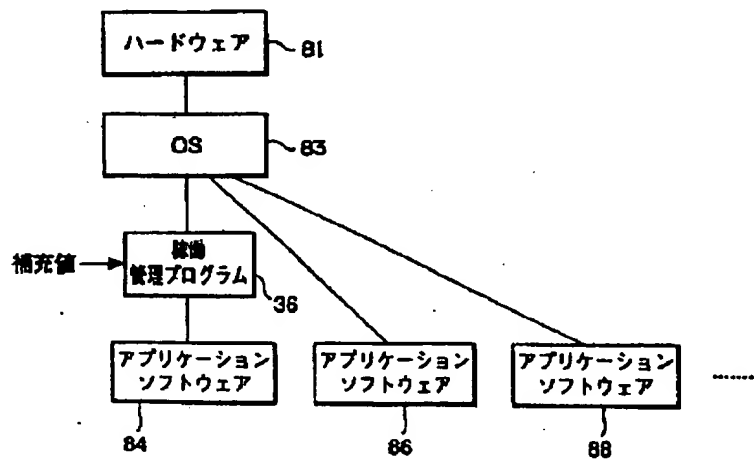 ハードウェア
81
OS
83
補充値
稼働
管理プログラム
36
アプリケーション
ソフトウェア
84
アプリケーション
ソフトウェア
86
アプリケーション
ソフトウェア
88